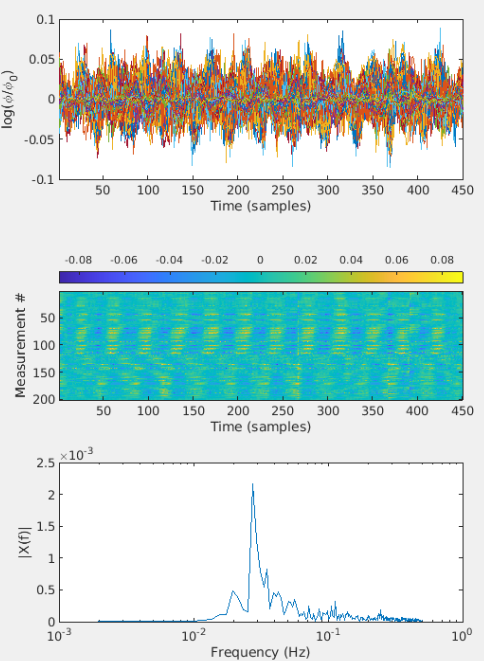 0.1
0.05
0
-0.05
-0.1
log(ϕ/ϕ₀)
50 100 150 200 250 300 350 400 450
Time (samples)
-0.08 -0.06 -0.04 -0.02 0 0.02 0.04 0.06 0.08
50
100
150
200
Measurement #
50 100 150 200 250 300 350 400 450
Time (samples)
×10⁻³
2.5
2
1.5
1
0.5
0
|X(f)|
10⁻³ 10⁻² 10⁻¹ 10⁰
Frequency (Hz)